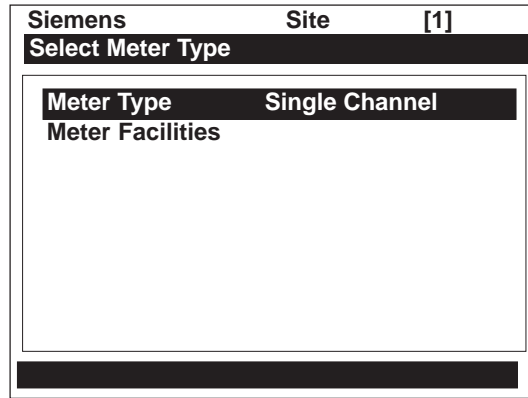 Siemens Site [1]
Select Meter Type
Meter Type Single Channel
Meter Facilities